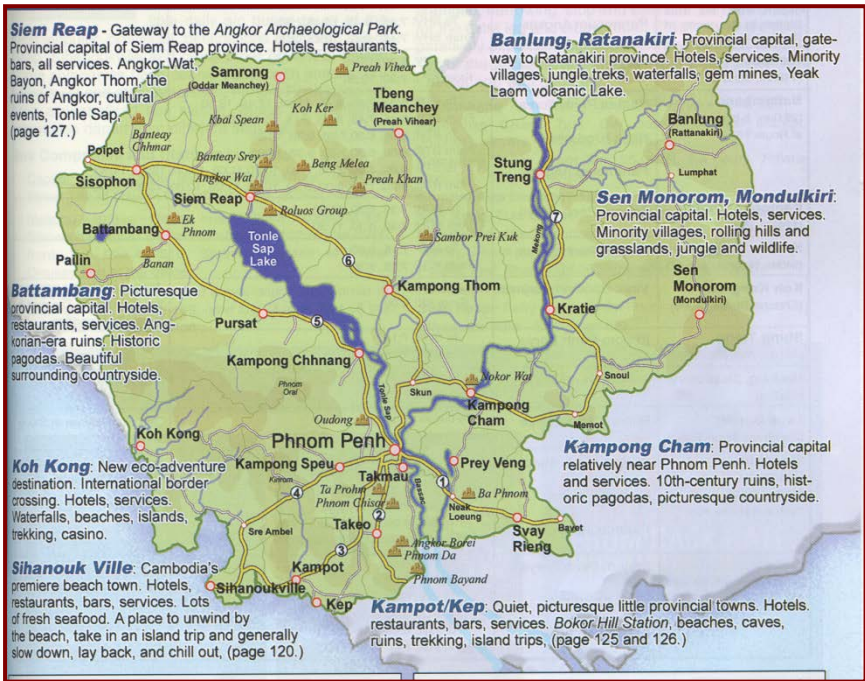 Siem Reap - Gateway to the Angkor Archaeological Park.
Provincial capital of Siem Reap province. Hotels, restaurants,
bars, all services. Angkor Wat,
Bayon, Angkor Thom, the
ruins of Angkor, cultural
events, Tonle Sap,
(page 127.)
Banlung, Ratanakiri: Provincial capital, gate-
way to Ratanakiri province. Hotels, services. Minority
villages, jungle treks, waterfalls, gem mines, Yeak
Laom volcanic Lake.
Samrong
(Oddar Meanchey)
Preah Vihear
Koh Ker
Tbeng
Meanchey
(Preah Vihear)
Kbal Spean
Banteay
Chhmar
Poipet
Sisophon
Banteay Srey
Beng Melea
Angkor Wat
Preah Khan
Siem Reap
Roluos Group
Stung
Treng
Banlung
(Rattanakiri)
Lumphat
Sen Monorom, Mondulkiri:
Provincial capital. Hotels, services.
Minority villages, rolling hills and
grasslands, jungle and wildlife.
Battambang
Ek
Phnom
Banan
Pailin
Tonle
Sap
Lake
Sambor Prei Kuk
Mekong
7
6
Kampong Thom
Sen
Monorom
(Mondulkiri)
Battambang: Picturesque
provincial capital. Hotels,
restaurants, services. Ang-
korian-era ruins, Historic
pagodas. Beautiful
surrounding countryside.
Pursat
5
Kratie
Kampong Chhnang
Phnom
Oral
Tonle Sap
Skun
Nokor Wat
Kampong
Cham
Snoul
Memot
Oudong
Koh Kong
Phnom Penh
Kampong Speu
Takmau
Prey Veng
Kampong Cham: Provincial capital
relatively near Phnom Penh. Hotels
and services. 10th-century ruins, hist-
oric pagodas, picturesque countryside.
Koh Kong: New eco-adventure
destination. International border
crossing. Hotels, services.
Waterfalls, beaches, islands,
trekking, casino.
Kirirom
4
Ta Prohm
Phnom Chisor
Bassac
1
Ba Phnom
Neak
Loeung
Sre Ambel
2
Takeo
Svay
Rieng
Bavet
3
Angkor Borei
Phnom Da
Phnom Bayand
Sihanouk Ville: Cambodia's
premiere beach town. Hotels,
restaurants, bars, services. Lots
of fresh seafood. A place to unwind by
the beach, take in an island trip and generally
slow down, lay back, and chill out, (page 120.)
Sihanoukville
Kampot
Kep
Kampot/Kep: Quiet, picturesque little provincial towns. Hotels.
restaurants, bars, services. Bokor Hill Station, beaches, caves,
ruins, trekking, island trips, (page 125 and 126.)